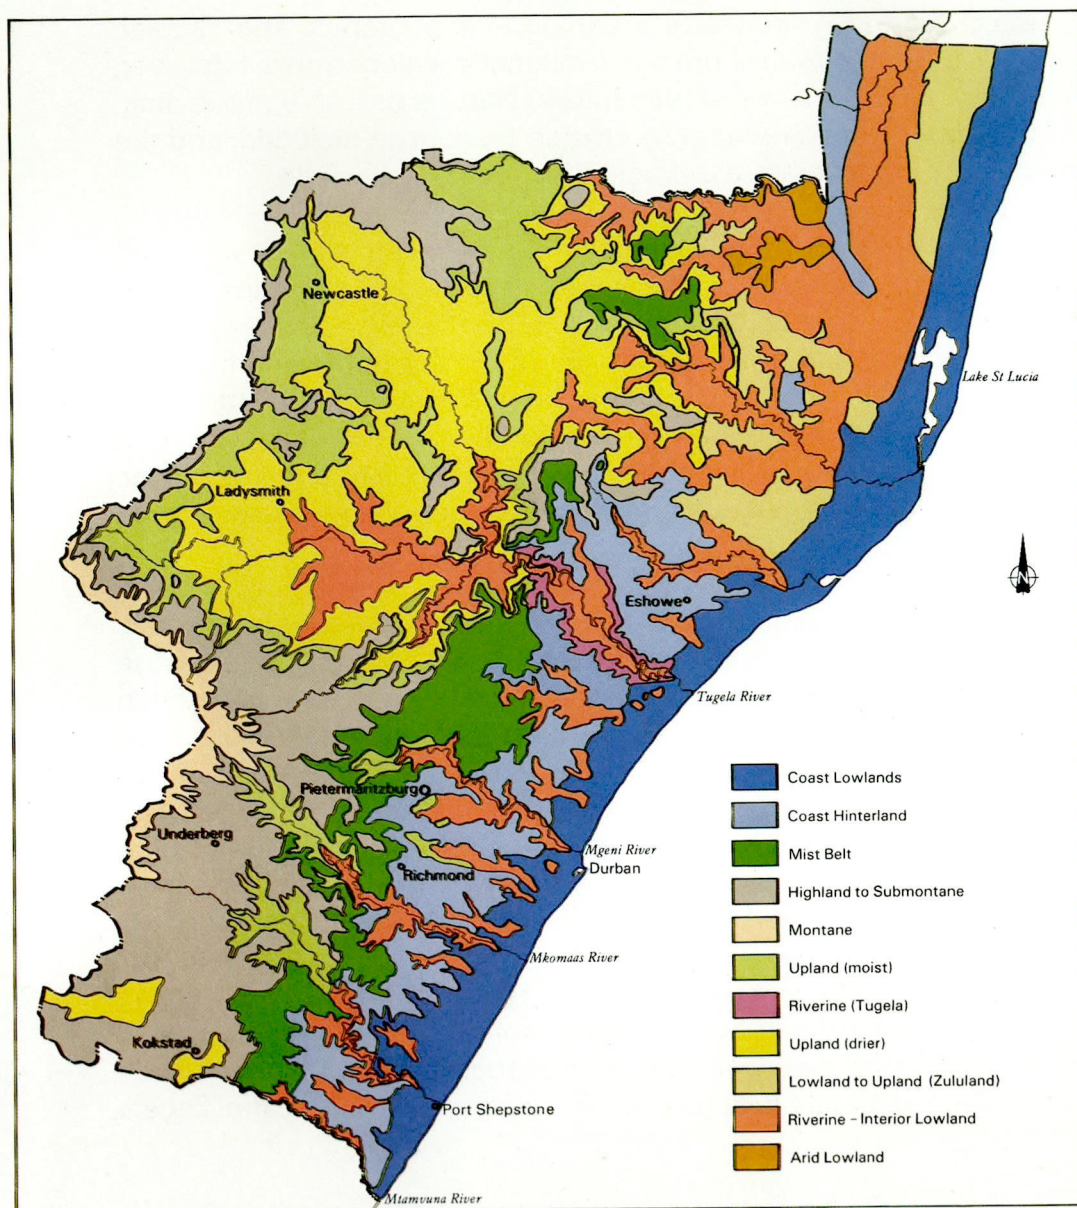 Newcastle
Lake St Lucia
Ladysmith
N
Eshowe
Tugela River
Pietermaritzburg
Underberg
Mgeni River
Durban
Richmond
Mkomaas River
Kokstad
Port Shepstone
Mtamvuna River
Coast Lowlands
Coast Hinterland
Mist Belt
Highland to Submontane
Montane
Upland (moist)
Riverine (Tugela)
Upland (drier)
Lowland to Upland (Zululand)
Riverine – Interior Lowland
Arid Lowland